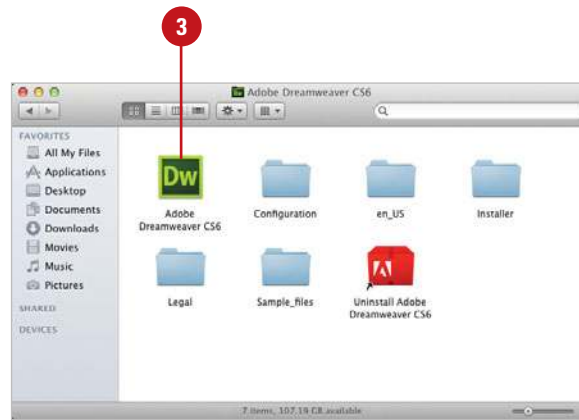 3
Adobe Dreamweaver CS6
FAVORITES
All My Files
Applications
Desktop
Documents
Downloads
Movies
Music
Pictures
SHARED
DEVICES
Dw
Adobe
Dreamweaver CS6
Configuration
en_US
Installer
Legal
Sample_files
Uninstall Adobe
Dreamweaver CS6
7 items, 107.19 GB available